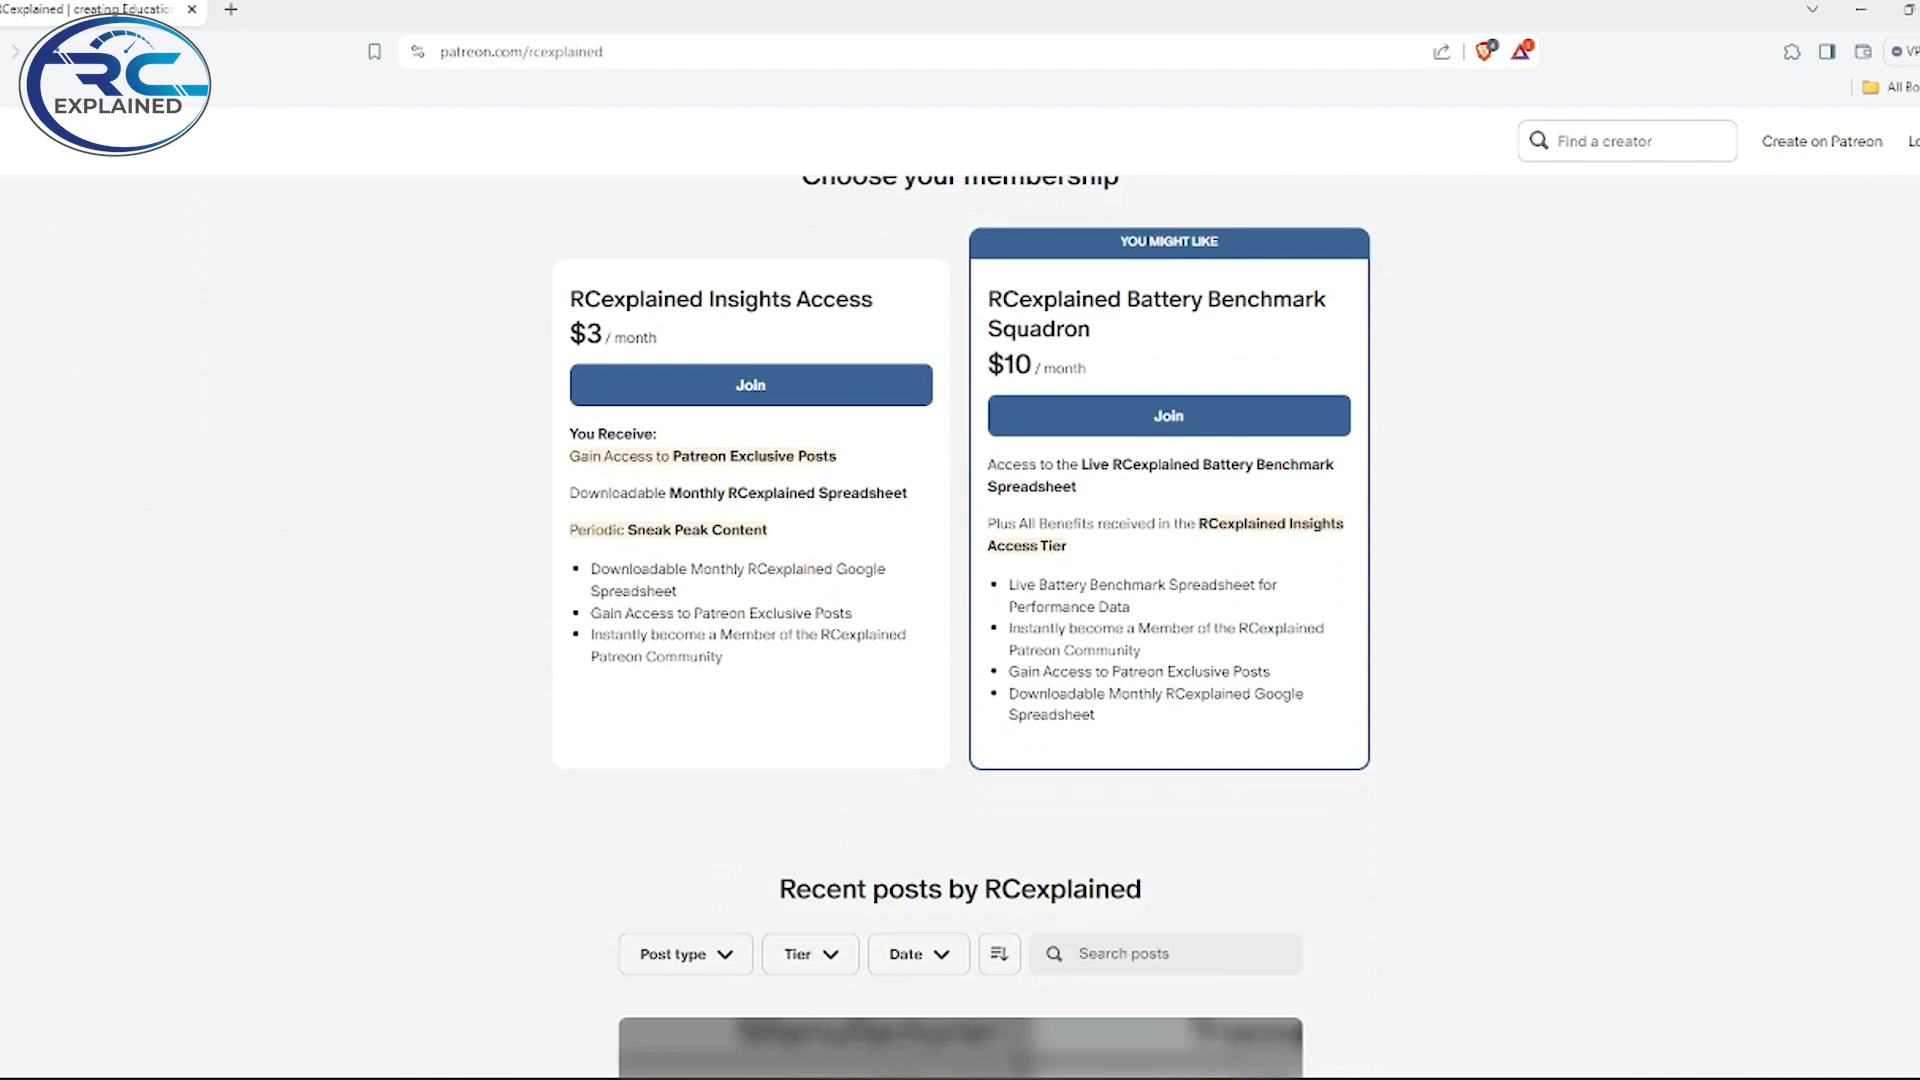 RCexplained | creating Educatio
patreon.com/rcexplained
All Bo
RC
EXPLAINED
Find a creator
Create on Patreon
Lo
Choose your membership
YOU MIGHT LIKE
RCexplained Insights Access
$3 / month
Join
You Receive:
Gain Access to Patreon Exclusive Posts
Downloadable Monthly RCexplained Spreadsheet
Periodic Sneak Peak Content
• Downloadable Monthly RCexplained Google
Spreadsheet
• Gain Access to Patreon Exclusive Posts
• Instantly become a Member of the RCexplained
Patreon Community
RCexplained Battery Benchmark
Squadron
$10 / month
Join
Access to the Live RCexplained Battery Benchmark
Spreadsheet
Plus All Benefits received in the RCexplained Insights
Access Tier
• Live Battery Benchmark Spreadsheet for
Performance Data
• Instantly become a Member of the RCexplained
Patreon Community
• Gain Access to Patreon Exclusive Posts
• Downloadable Monthly RCexplained Google
Spreadsheet
Recent posts by RCexplained
Post type
Tier
Date
Search posts